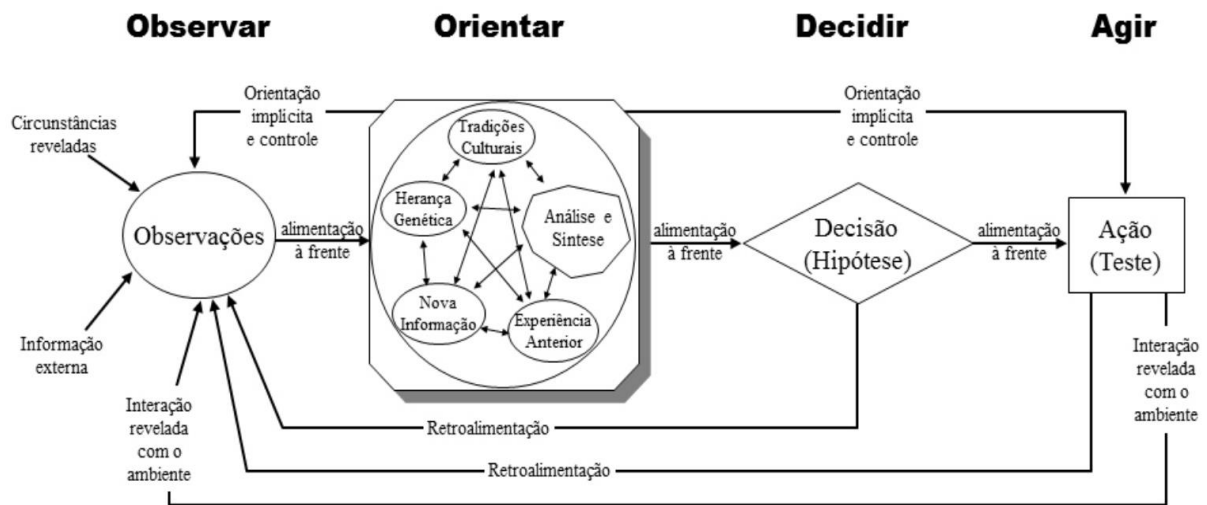 Observar
Orientar
Decidir
Agir
Orientação
implícita
e controle
Orientação
implícita
e controle
Circunstâncias
reveladas
Tradições
Culturais
Herança
Genética
Análise e
Síntese
Observações
alimentação
à frente
alimentação
à frente
Decisão
(Hipótese)
alimentação
à frente
Ação
(Teste)
Nova
Informação
Experiência
Anterior
Informação
externa
Interação
revelada
com o
ambiente
Interação
revelada
com o
ambiente
Retroalimentação
Retroalimentação